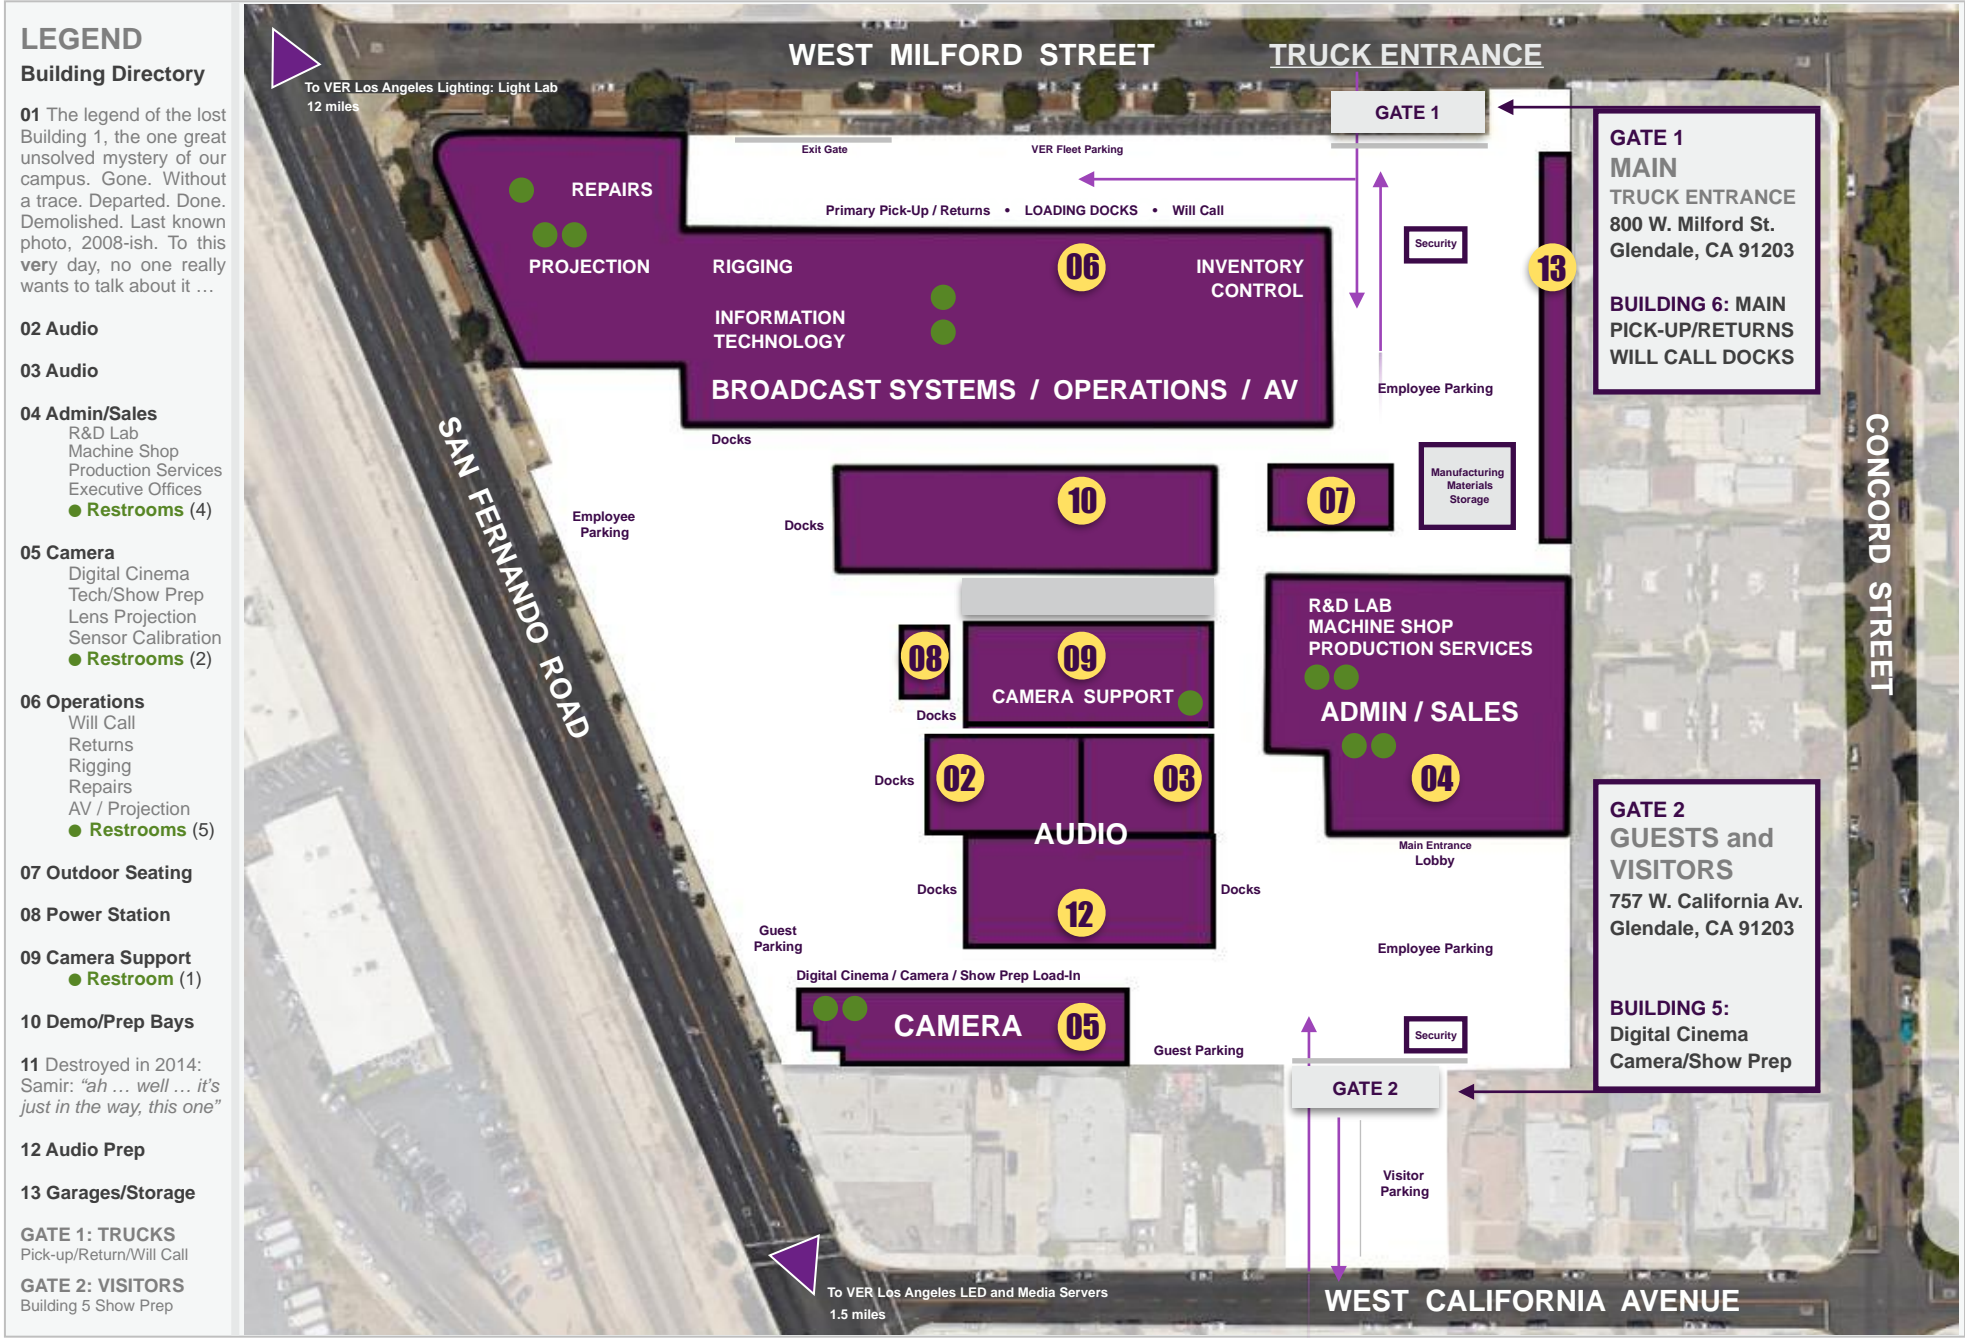 LEGEND
Building Directory
01 The legend of the lost
Building 1, the one great
unsolved mystery of our
campus. Gone. Without
a trace. Departed. Done.
Demolished. Last known
photo, 2008-ish. To this
very day, no one really
wants to talk about it …
02 Audio
03 Audio
04 Admin/Sales
R&D Lab
Machine Shop
Production Services
Executive Offices
Restrooms (4)
05 Camera
Digital Cinema
Tech/Show Prep
Lens Projection
Sensor Calibration
Restrooms (2)
06 Operations
Will Call
Returns
Rigging
Repairs
AV / Projection
Restrooms (5)
07 Outdoor Seating
08 Power Station
09 Camera Support
Restroom (1)
10 Demo/Prep Bays
11 Destroyed in 2014:
Samir: “ah … well … it’s
just in the way, this one”
12 Audio Prep
13 Garages/Storage
GATE 1: TRUCKS
Pick-up/Return/Will Call
GATE 2: VISITORS
Building 5 Show Prep
WEST MILFORD STREET
TRUCK ENTRANCE
To VER Los Angeles Lighting: Light Lab
12 miles
GATE 1
Exit Gate
VER Fleet Parking
Primary Pick-Up / Returns • LOADING DOCKS • Will Call
Security
REPAIRS
PROJECTION
RIGGING
06
INVENTORY
CONTROL
INFORMATION
TECHNOLOGY
BROADCAST SYSTEMS / OPERATIONS / AV
13
Employee Parking
Docks
GATE 1
MAIN
TRUCK ENTRANCE
800 W. Milford St.
Glendale, CA 91203
BUILDING 6: MAIN
PICK-UP/RETURNS
WILL CALL DOCKS
SAN FERNANDO ROAD
CONCORD STREET
Employee
Parking
Docks
10
07
Manufacturing
Materials
Storage
08
09
CAMERA SUPPORT
Docks
R&D LAB
MACHINE SHOP
PRODUCTION SERVICES
ADMIN / SALES
04
Docks
02
03
AUDIO
Main Entrance
Lobby
Docks
12
Docks
Guest
Parking
Employee Parking
Digital Cinema / Camera / Show Prep Load-In
CAMERA
05
Guest Parking
Security
GATE 2
GATE 2
GUESTS and
VISITORS
757 W. California Av.
Glendale, CA 91203
BUILDING 5:
Digital Cinema
Camera/Show Prep
Visitor
Parking
To VER Los Angeles LED and Media Servers
1.5 miles
WEST CALIFORNIA AVENUE